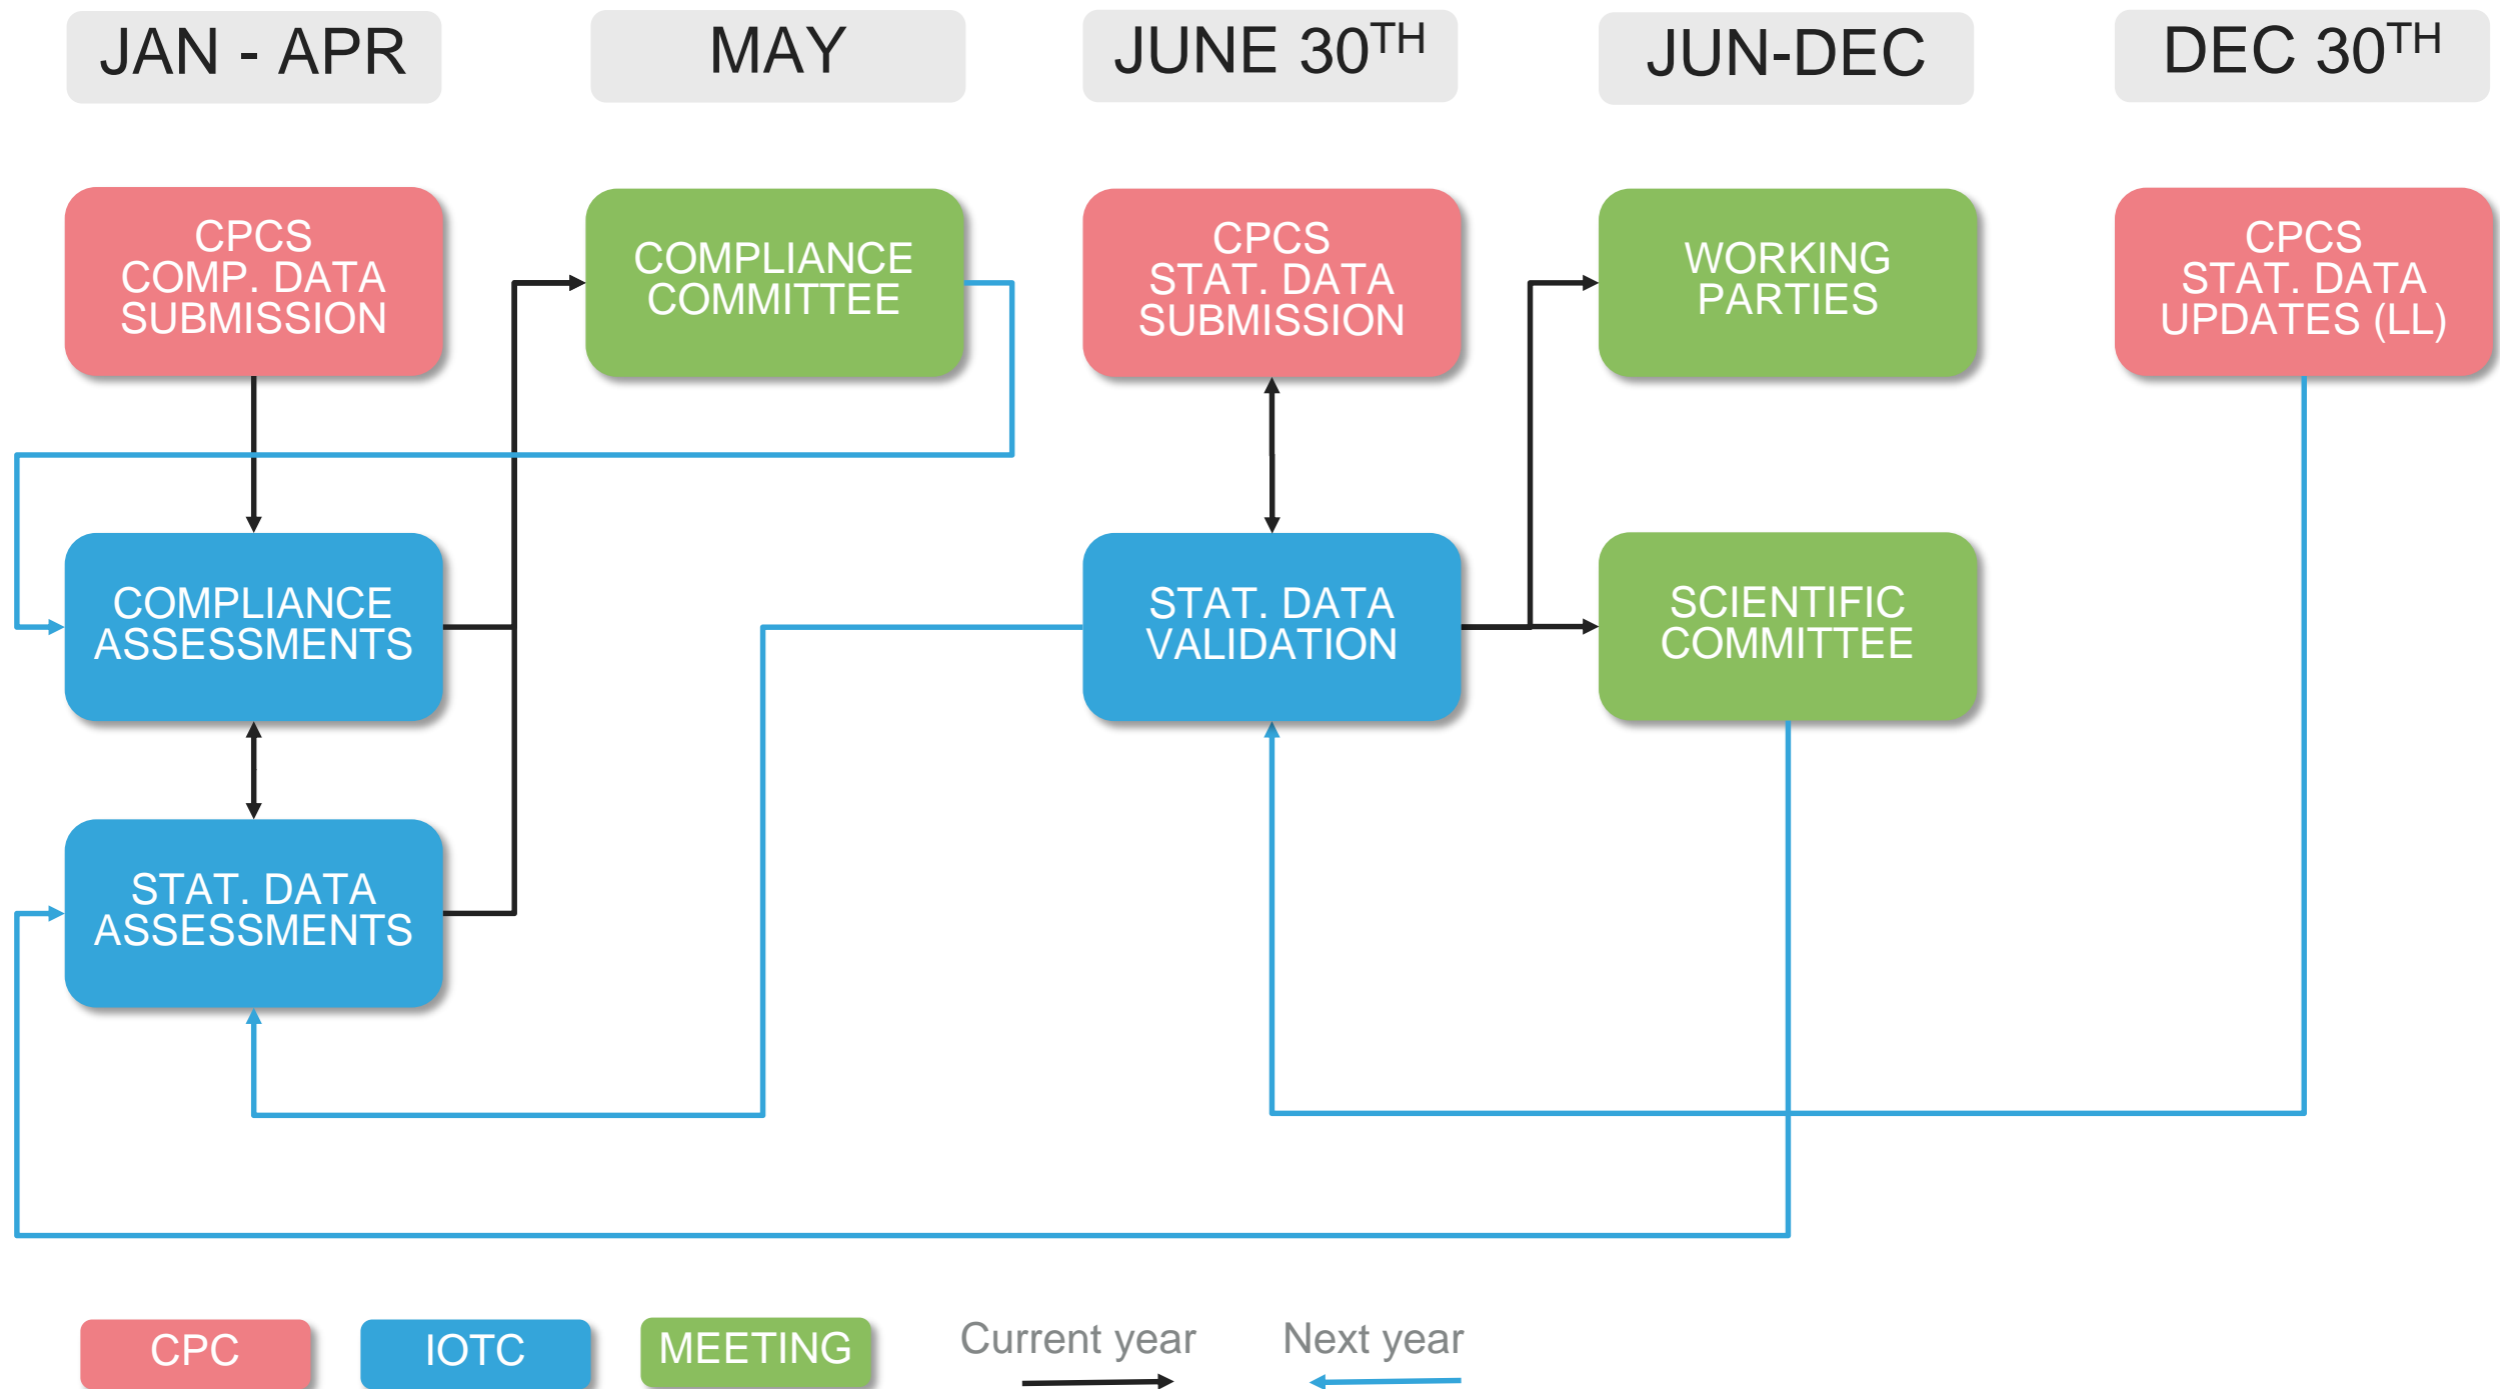 JAN - APR
MAY
JUNE 30TH
JUN-DEC
DEC 30TH
CPCS
COMP. DATA
SUBMISSION
COMPLIANCE
COMMITTEE
CPCS
STAT. DATA
SUBMISSION
WORKING
PARTIES
CPCS
STAT. DATA
UPDATES (LL)
COMPLIANCE
ASSESSMENTS
STAT. DATA
VALIDATION
SCIENTIFIC
COMMITTEE
STAT. DATA
ASSESSMENTS
CPC
IOTC
MEETING
Current year
Next year